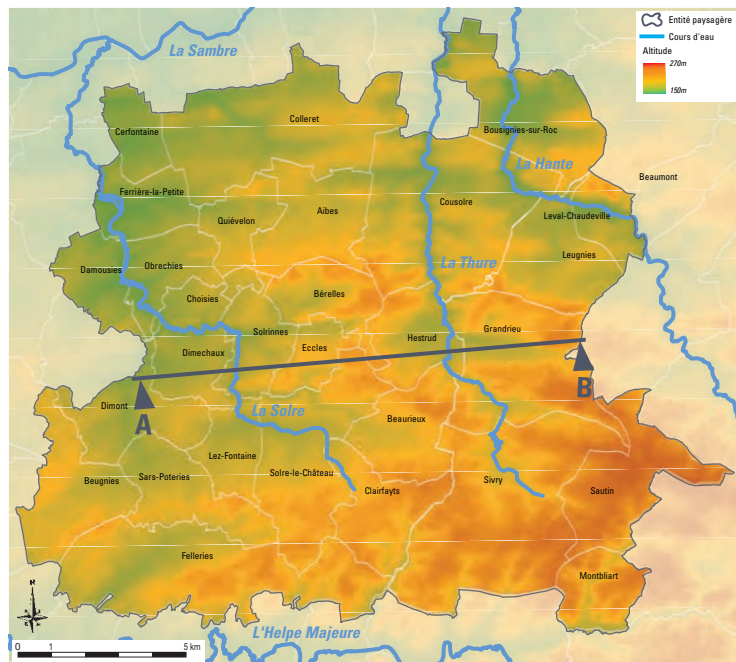 Entité paysagère
Cours d'eau
Altitude
270m
150m
La Sambre
Colleret
Cerfontaine
Bousignies-sur-Roc
La Hante
Beaumont
Ferrière-la-Petite
Cousolre
Aibes
Quiévelon
Leval-Chaudeville
Leugnies
La Thure
Damousies
Obrechies
Choisies
Bérelles
Solrinnes
Grandrieu
Hestrud
Eccles
Dimechaux
B
Dimont
A
La Solre
Beaurieux
Lez-Fontaine
Beugnies
Sars-Poteries
Solre-le-Château
Clairfayts
Sivry
Sautin
Felleries
Montbliart
N
L'Helpe Majeure
0 1 5 km